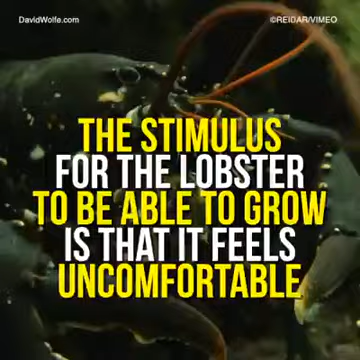 DavidWolfe.com
©REIDAR/VIMEO
THE STIMULUS
FOR THE LOBSTER
TO BE ABLE TO GROW
IS THAT IT FEELS
UNCOMFORTABLE